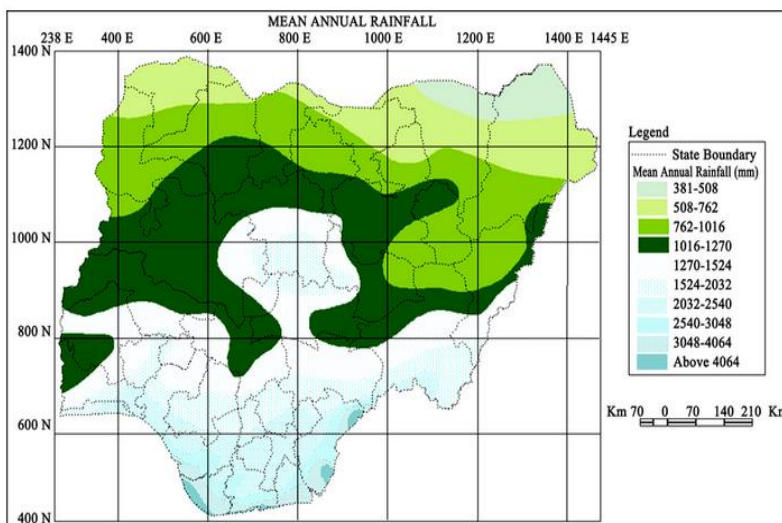 MEAN ANNUAL RAINFALL
238 E 400 E 600 E 800 E 1000 E 1200 E 1400 E 1445 E
1400 N
1200 N
1000 N
800 N
600 N
400 N
Legend
State Boundary
Mean Annual Rainfall (mm)
381-508
508-762
762-1016
1016-1270
1270-1524
1524-2032
2032-2540
2540-3048
3048-4064
Above 4064
Km 70 0 70 140 210 Kr